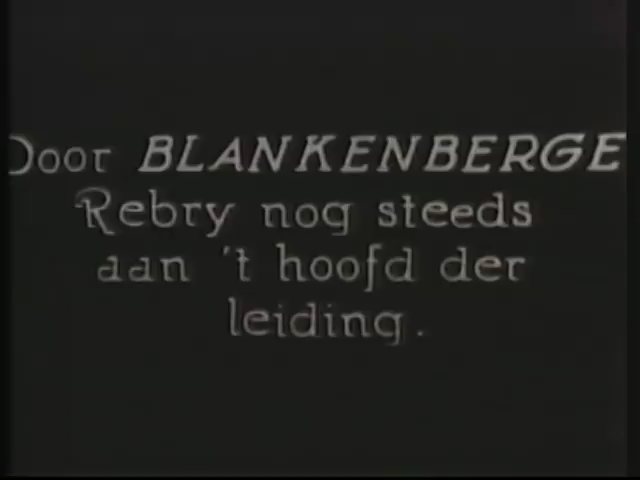 Door BLANKENBERGE
Rebry nog steeds
aan 't hoofd der
leiding.